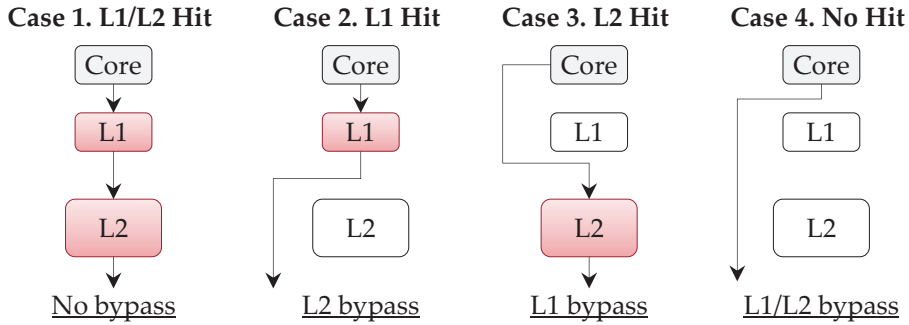 Case 1. L1/L2 Hit
Core
L1
L2
No bypass
Case 2. L1 Hit
Core
L1
L2
L2 bypass
Case 3. L2 Hit
Core
L1
L2
L1 bypass
Case 4. No Hit
Core
L1
L2
L1/L2 bypass